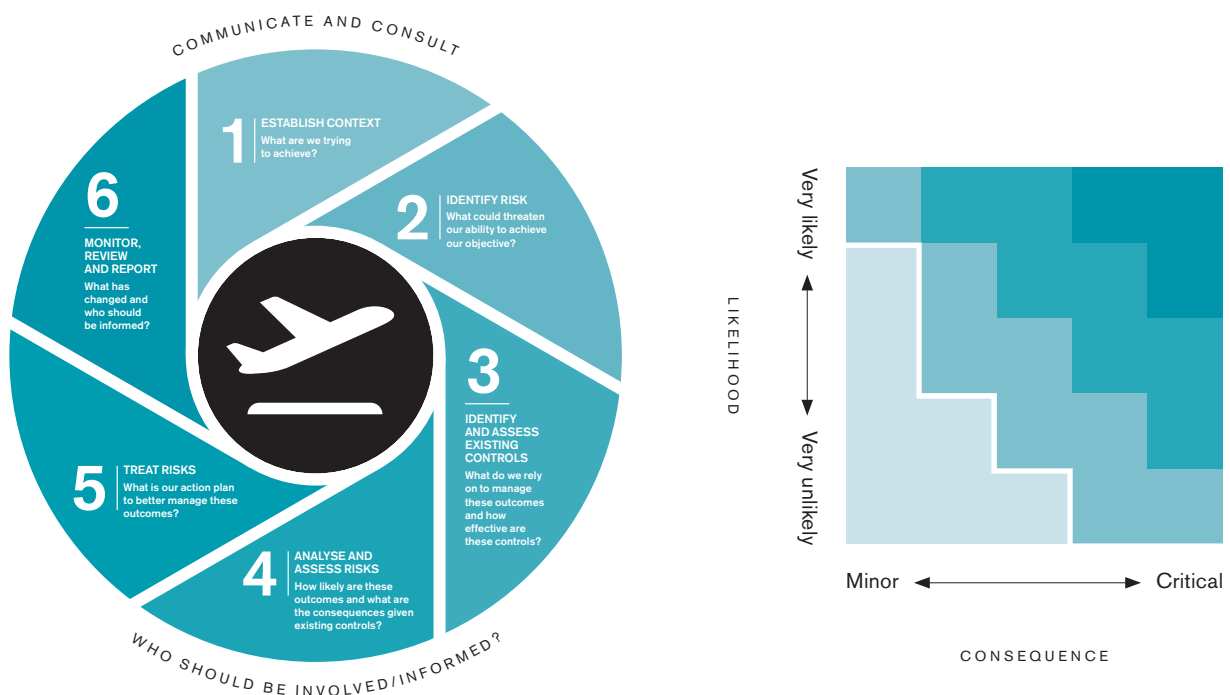 COMMUNICATE AND CONSULT
1
ESTABLISH CONTEXT
What are we trying
to achieve?
2
IDENTIFY RISK
What could threaten
our ability to achieve
our objective?
3
IDENTIFY
AND ASSESS
EXISTING
CONTROLS
What do we rely
on to manage
these outcomes
and how
effective are
these controls?
4
ANALYSE AND
ASSESS RISKS
How likely are these
outcomes and what are
the consequences given
existing controls?
5
TREAT RISKS
What is our action plan
to better manage these
outcomes?
6
MONITOR,
REVIEW
AND REPORT
What has
changed and
who should
be informed?
WHO SHOULD BE INVOLVED/INFORMED?
LIKELIHOOD
Very likely
Very unlikely
Minor
Critical
CONSEQUENCE